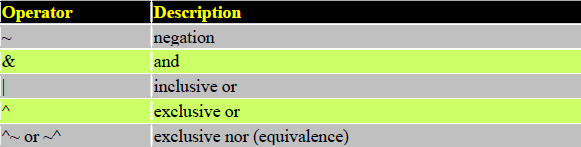 Operator Description
~ negation
& and
| inclusive or
^ exclusive or
^~ or ~^ exclusive nor (equivalence)